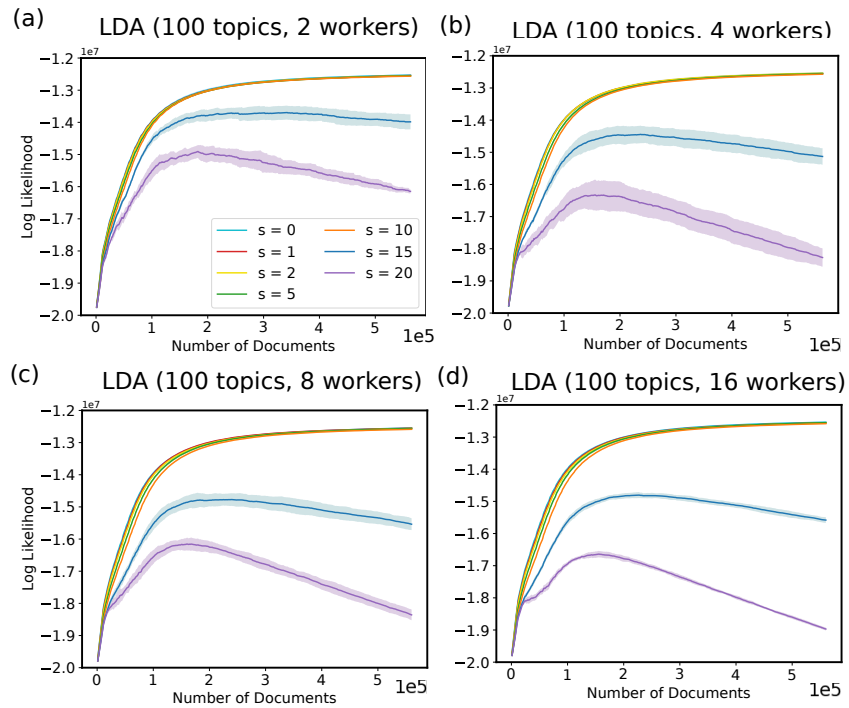 (a) LDA (100 topics, 2 workers)
1e7
−1.2
−1.3
−1.4
−1.5
−1.6
−1.7
−1.8
−1.9
−2.0
Log Likelihood
s = 0
s = 1
s = 2
s = 5
s = 10
s = 15
s = 20
0 1 2 3 4 5
1e5
Number of Documents
(b) LDA (100 topics, 4 workers)
1e7
−1.2
−1.3
−1.4
−1.5
−1.6
−1.7
−1.8
−1.9
−2.0
0 1 2 3 4 5
1e5
Number of Documents
(c) LDA (100 topics, 8 workers)
1e7
−1.2
−1.3
−1.4
−1.5
−1.6
−1.7
−1.8
−1.9
−2.0
Log Likelihood
0 1 2 3 4 5
1e5
Number of Documents
(d) LDA (100 topics, 16 workers)
1e7
−1.2
−1.3
−1.4
−1.5
−1.6
−1.7
−1.8
−1.9
−2.0
0 1 2 3 4 5
1e5
Number of Documents